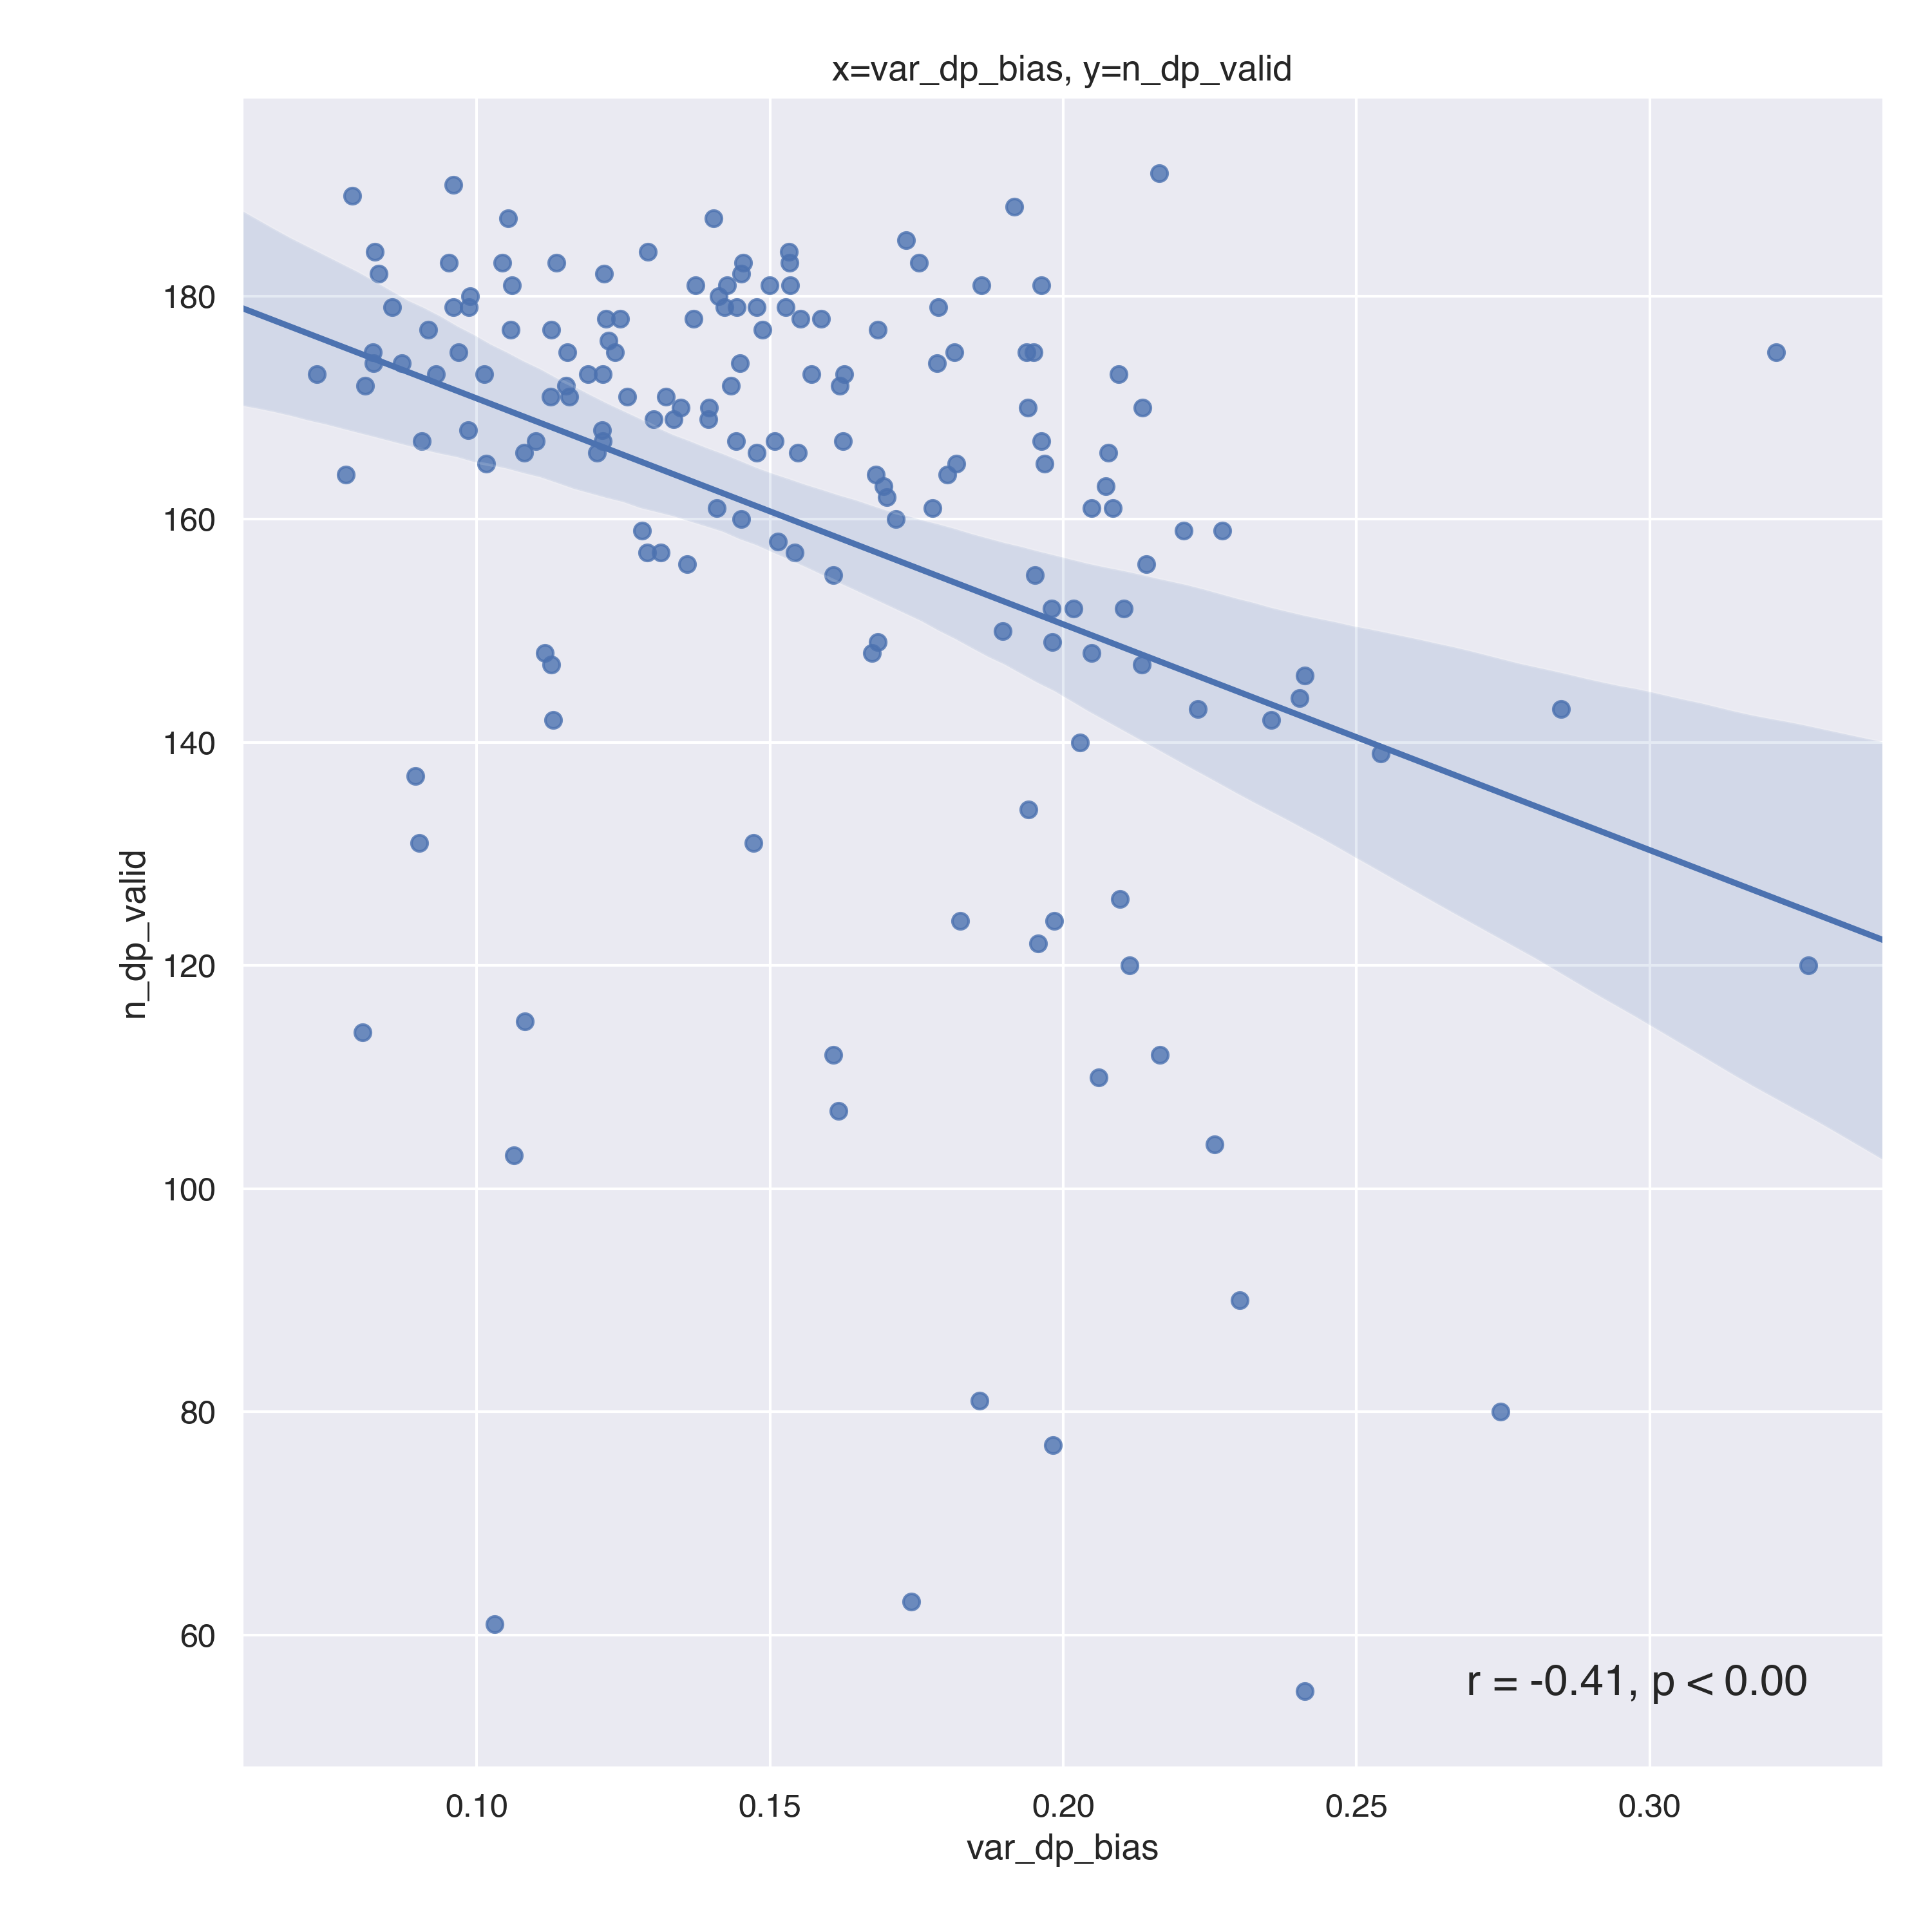 x=var_dp_bias, y=n_dp_valid
180
160
140
120
100
80
60
n_dp_valid
r = -0.41, p < 0.00
0.10 0.15 0.20 0.25 0.30
var_dp_bias